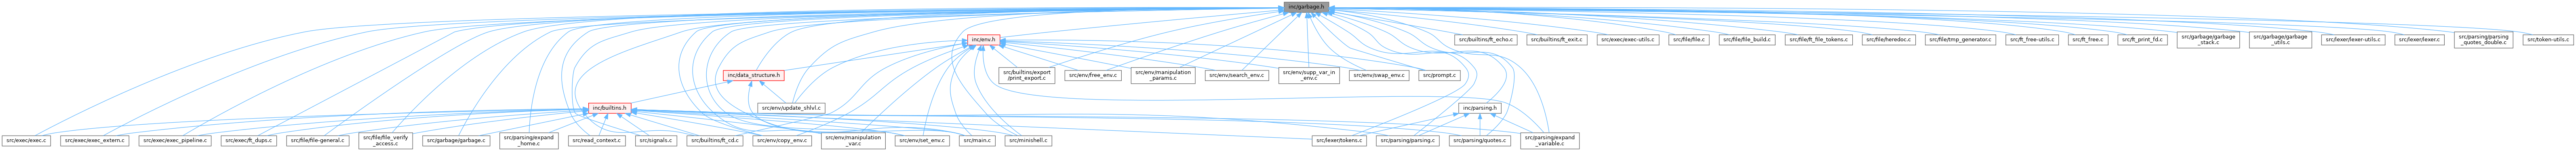 inc/garbage.h
inc/env.h
src/builtins/ft_echo.c
src/builtins/ft_exit.c
src/exec/exec-utils.c
src/file/file.c
src/file/file_build.c
src/file/ft_file_tokens.c
src/file/heredoc.c
src/file/tmp_generator.c
src/ft_free-utils.c
src/ft_free.c
src/ft_print_fd.c
src/garbage/garbage
_stack.c
src/garbage/garbage
_utils.c
src/lexer/lexer-utils.c
src/lexer/lexer.c
src/parsing/parsing
_quotes_double.c
src/token-utils.c
inc/data_structure.h
src/builtins/export
/print_export.c
src/env/free_env.c
src/env/manipulation
_params.c
src/env/search_env.c
src/env/supp_var_in
_env.c
src/env/swap_env.c
src/prompt.c
inc/builtins.h
src/env/update_shlvl.c
inc/parsing.h
src/exec/exec.c
src/exec/exec_extern.c
src/exec/exec_pipeline.c
src/exec/ft_dups.c
src/file/file-general.c
src/file/file_verify
_access.c
src/garbage/garbage.c
src/parsing/expand
_home.c
src/read_context.c
src/signals.c
src/builtins/ft_cd.c
src/env/copy_env.c
src/env/manipulation
_var.c
src/env/set_env.c
src/main.c
src/minishell.c
src/lexer/tokens.c
src/parsing/parsing.c
src/parsing/quotes.c
src/parsing/expand
_variable.c